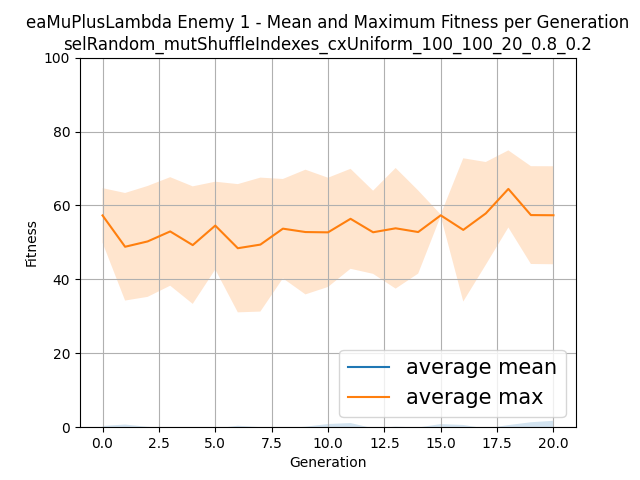 eaMuPlusLambda Enemy 1 - Mean and Maximum Fitness per Generation
selRandom_mutShuffleIndexes_cxUniform_100_100_20_0.8_0.2
100
80
60
40
20
0
Fitness
average mean
average max
0.0 2.5 5.0 7.5 10.0 12.5 15.0 17.5 20.0
Generation